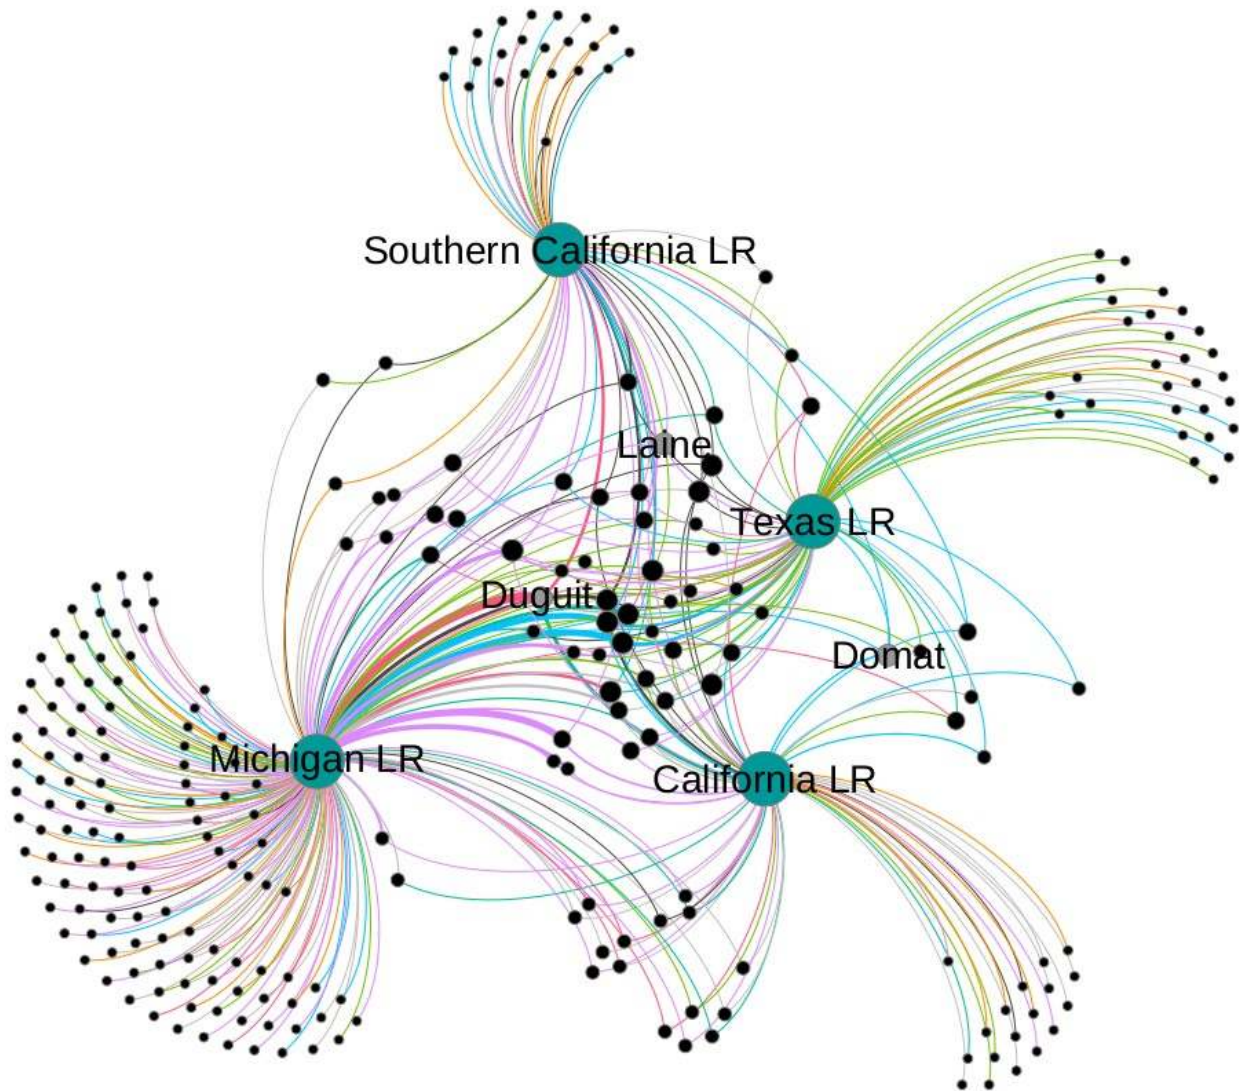 Southern California LR
Laine
Texas LR
Duguit
Domat
Michigan LR
California LR